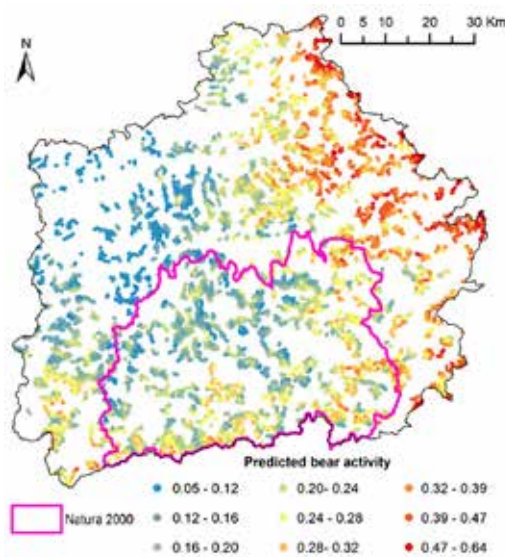 0 5 10 20 30 Km
N
Predicted bear activity
0.05 - 0.12 0.20 - 0.24 0.32 - 0.39
0.12 - 0.16 0.24 - 0.28 0.39 - 0.47
0.16 - 0.20 0.28 - 0.32 0.47 - 0.64
Natura 2000